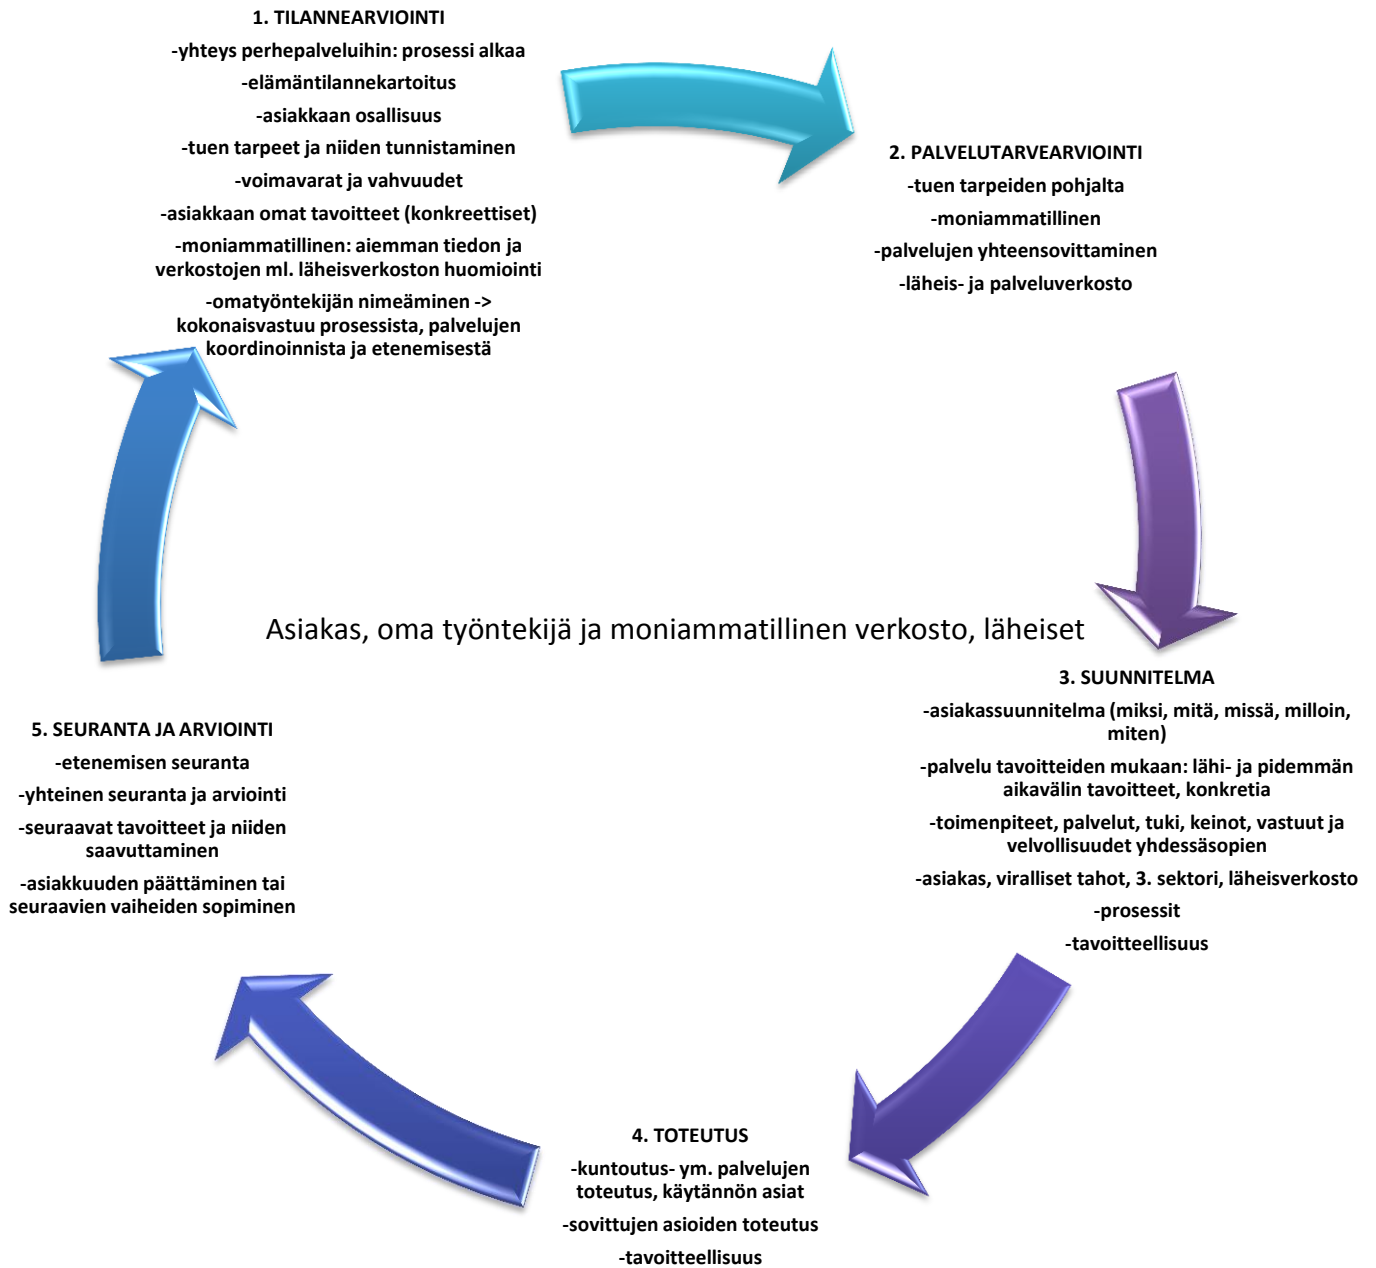 1. TILANNEARVIOINTI
-yhteys perhepalveluihin: prosessi alkaa
-elämäntilannekartoitus
-asiakkaan osallisuus
-tuen tarpeet ja niiden tunnistaminen
-voimavarat ja vahvuudet
-asiakkaan omat tavoitteet (konkreettiset)
-moniammatillinen: aiemman tiedon ja
verkostojen ml. läheisverkoston huomiointi
-omatyöntekijän nimeäminen ->
kokonaisvastuu prosessista, palvelujen
koordinoinnista ja etenemisestä
2. PALVELUTARVEARVIOINTI
-tuen tarpeiden pohjalta
-moniammatillinen
-palvelujen yhteensovittaminen
-läheis- ja palveluverkosto
Asiakas, oma työntekijä ja moniammatillinen verkosto, läheiset
3. SUUNNITELMA
-asiakassuunnitelma (miksi, mitä, missä, milloin,
miten)
-palvelu tavoitteiden mukaan: lähi- ja pidemmän
aikavälin tavoitteet, konkretia
-toimenpiteet, palvelut, tuki, keinot, vastuut ja
velvollisuudet yhdessäsopien
-asiakas, viralliset tahot, 3. sektori, läheisverkosto
-prosessit
-tavoitteellisuus
4. TOTEUTUS
-kuntoutus- ym. palvelujen
toteutus, käytännön asiat
-sovittujen asioiden toteutus
-tavoitteellisuus
5. SEURANTA JA ARVIOINTI
-etenemisen seuranta
-yhteinen seuranta ja arviointi
-seuraavat tavoitteet ja niiden
saavuttaminen
-asiakkuuden päättäminen tai
seuraavien vaiheiden sopiminen